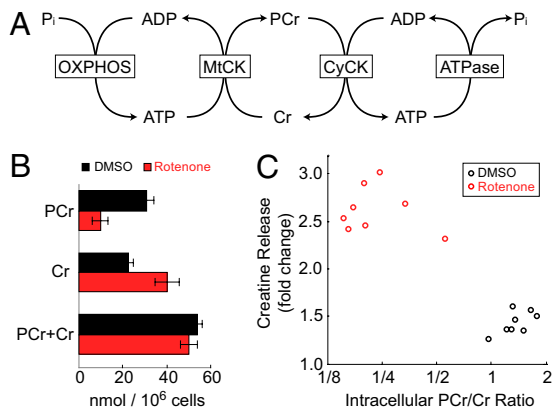 A
Pi ADP PCr ADP Pi
OXPHOS MtCK CyCK ATPase
ATP Cr ATP
B
DMSO Rotenone
PCr
Cr
PCr+Cr
0 20 40 60
nmol / 10⁶ cells
C
DMSO
Rotenone
Creatine Release
(fold change)
3.0
2.5
2.0
1.5
1.0
1/8 1/4 1/2 1 2
Intracellular PCr/Cr Ratio